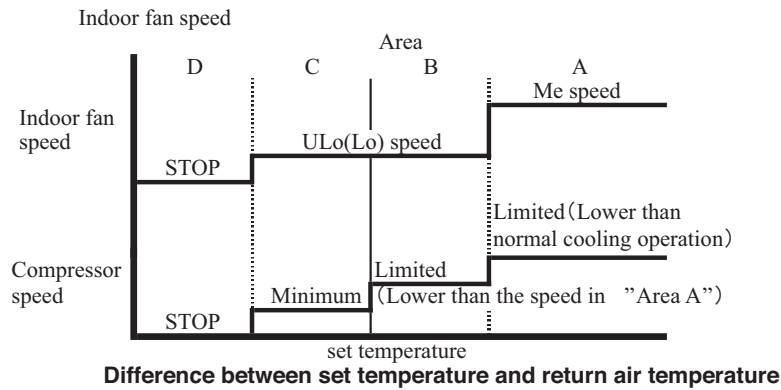 Indoor fan speed
Area
D C B A
Me speed
Indoor fan
speed
ULo(Lo) speed
STOP
Limited(Lower than
normal cooling operation)
Compressor
speed
Limited
Minimum (Lower than the speed in ”Area A”)
STOP
set temperature
Difference between set temperature and return air temperature